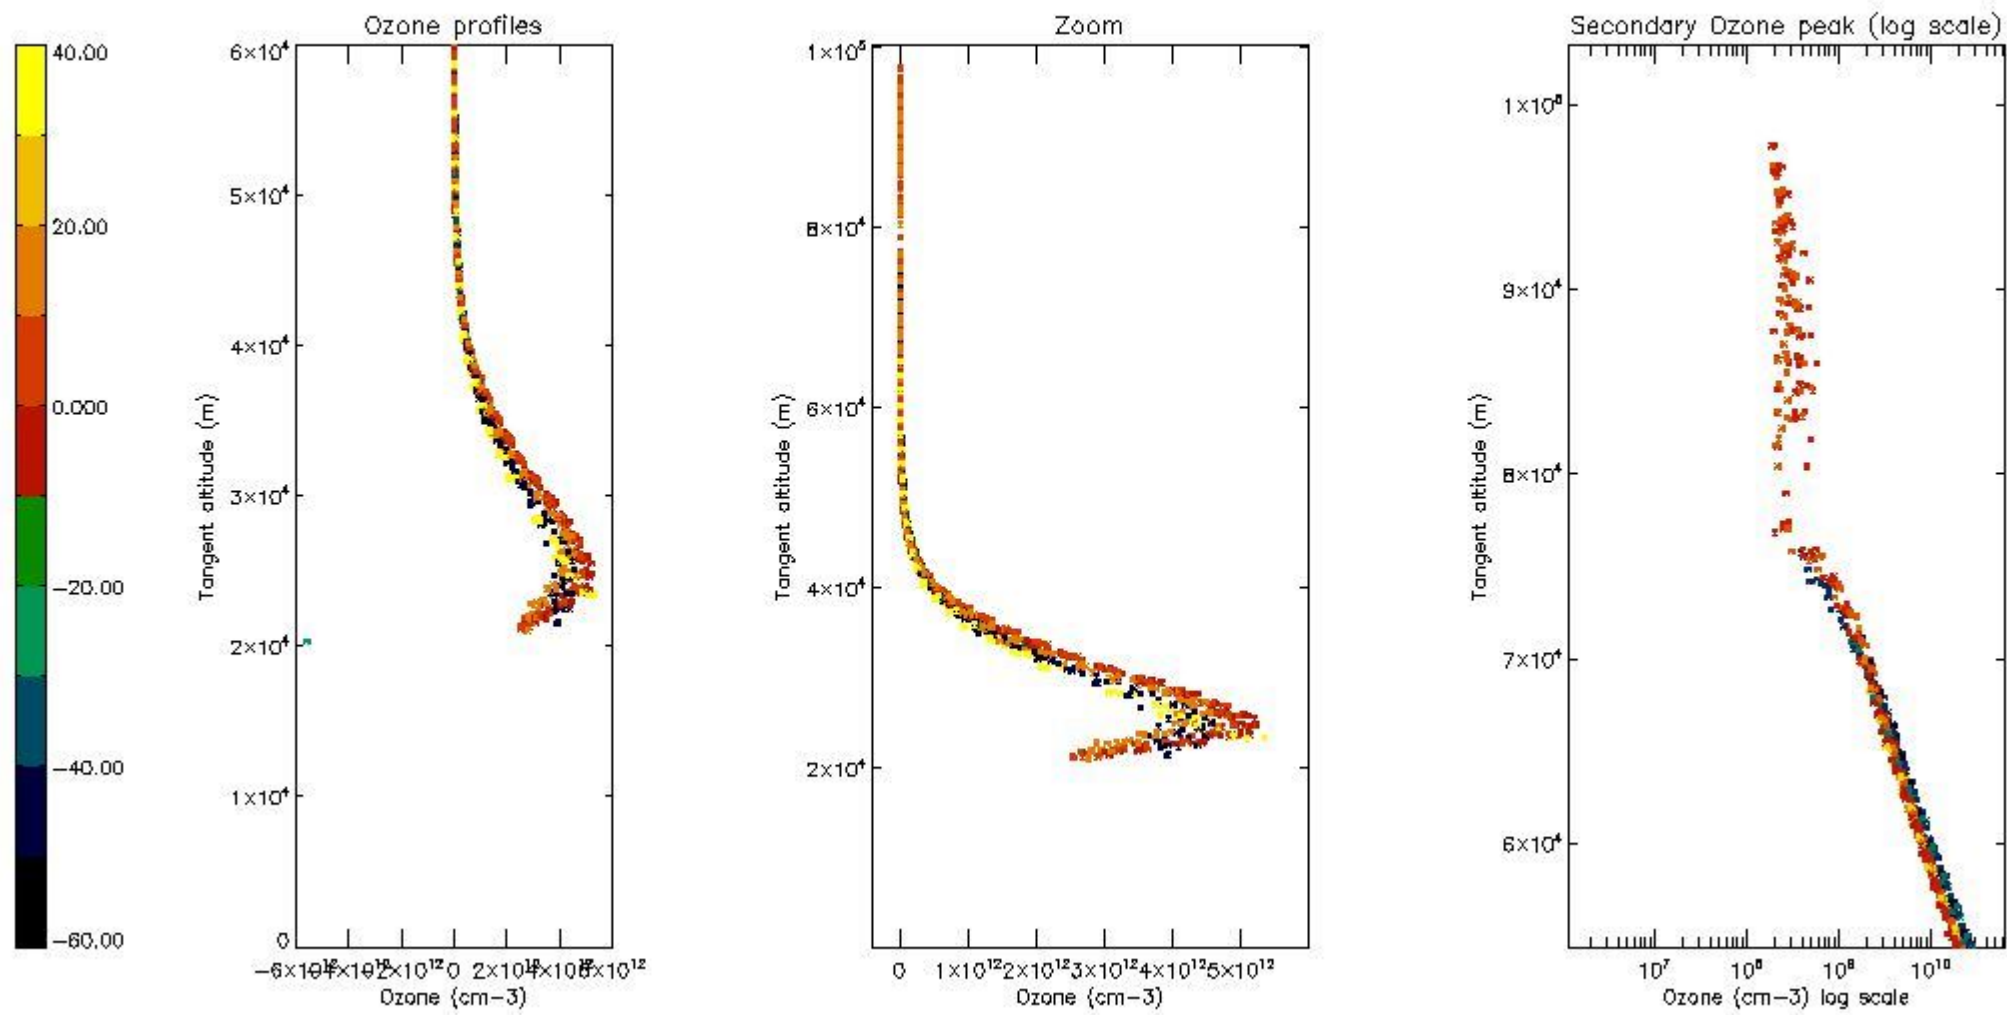 Ozone profiles
Zoom
Secondary Ozone peak (log scale)
40.00
20.00
0.000
−20.00
−40.00
−60.00
6×10⁴
5×10⁴
4×10⁴
3×10⁴
2×10⁴
1×10⁴
0
Tangent altitude (m)
0
Ozone (cm−3)
1×10⁵
8×10⁴
6×10⁴
4×10⁴
2×10⁴
Tangent altitude (m)
0 1×10¹² 2×10¹² 3×10¹² 4×10¹² 5×10¹²
Ozone (cm−3)
9×10⁴
8×10⁴
7×10⁴
6×10⁴
Tangent altitude (m)
10⁷ 10⁸ 10⁹ 10¹⁰
Ozone (cm−3) log scale